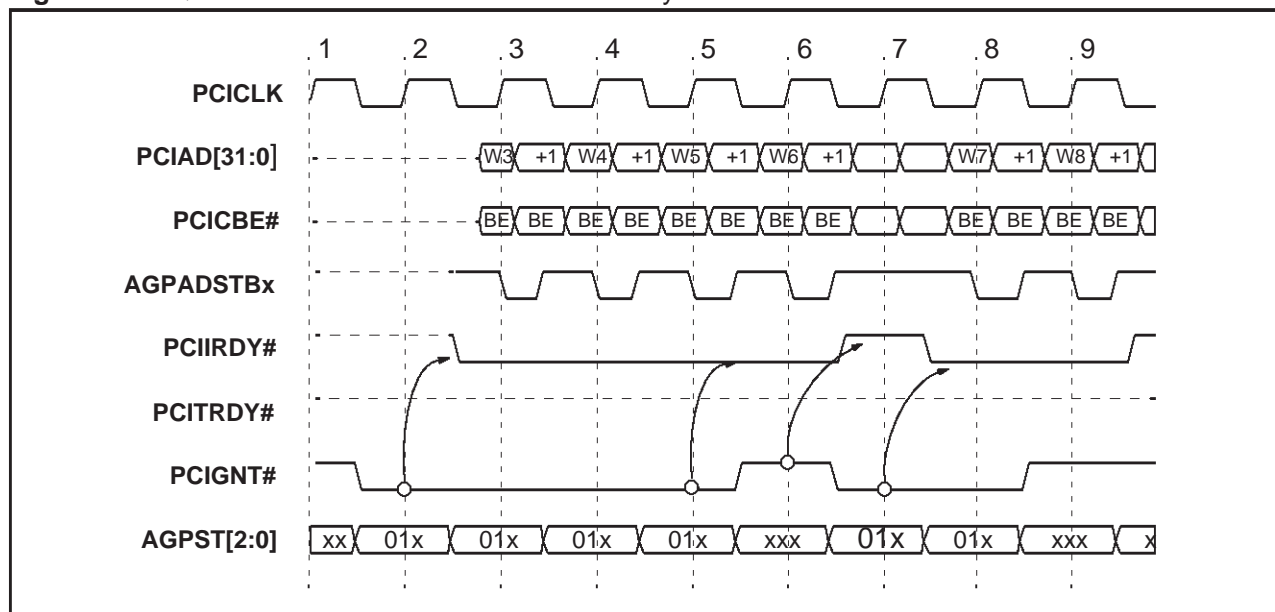 .1 .2 .3 .4 .5 .6 .7 .8 .9
PCICLK
PCIAD[31:0] W3 +1 W4 +1 W5 +1 W6 +1 W7 +1 W8 +1
PCICBE# BE BE BE BE BE BE BE BE BE BE BE BE
AGPADSTBx
PCIIRDY#
PCITRDY#
PCIGNT#
AGPST[2:0] xx 01x 01x 01x 01x xxx 01x 01x xxx x